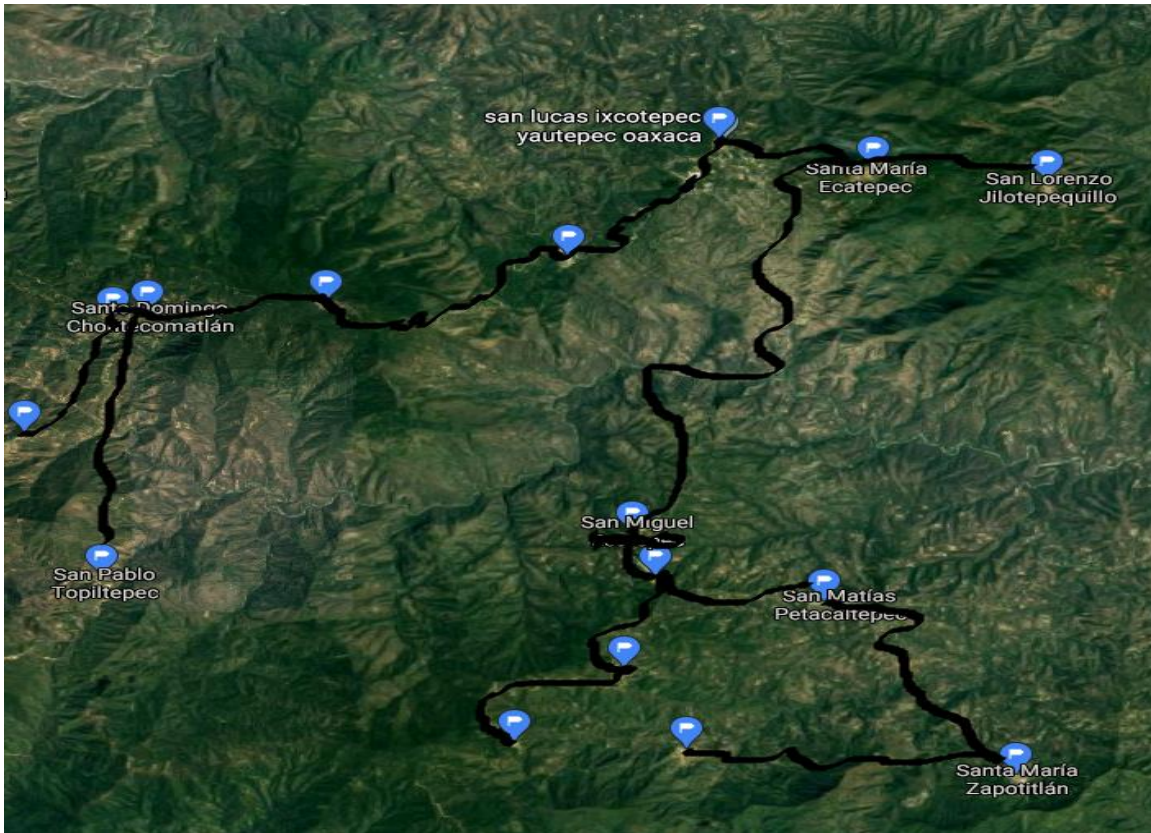 san lucas ixcotepec
yautepec oaxaca
Santa María
Ecatepec
San Lorenzo
Jilotepequillo
Santo Domingo
Chontecomatlán
San Miguel
San Pablo
Topiltepec
San Matías
Petacaltepec
Santa María
Zapotitlán